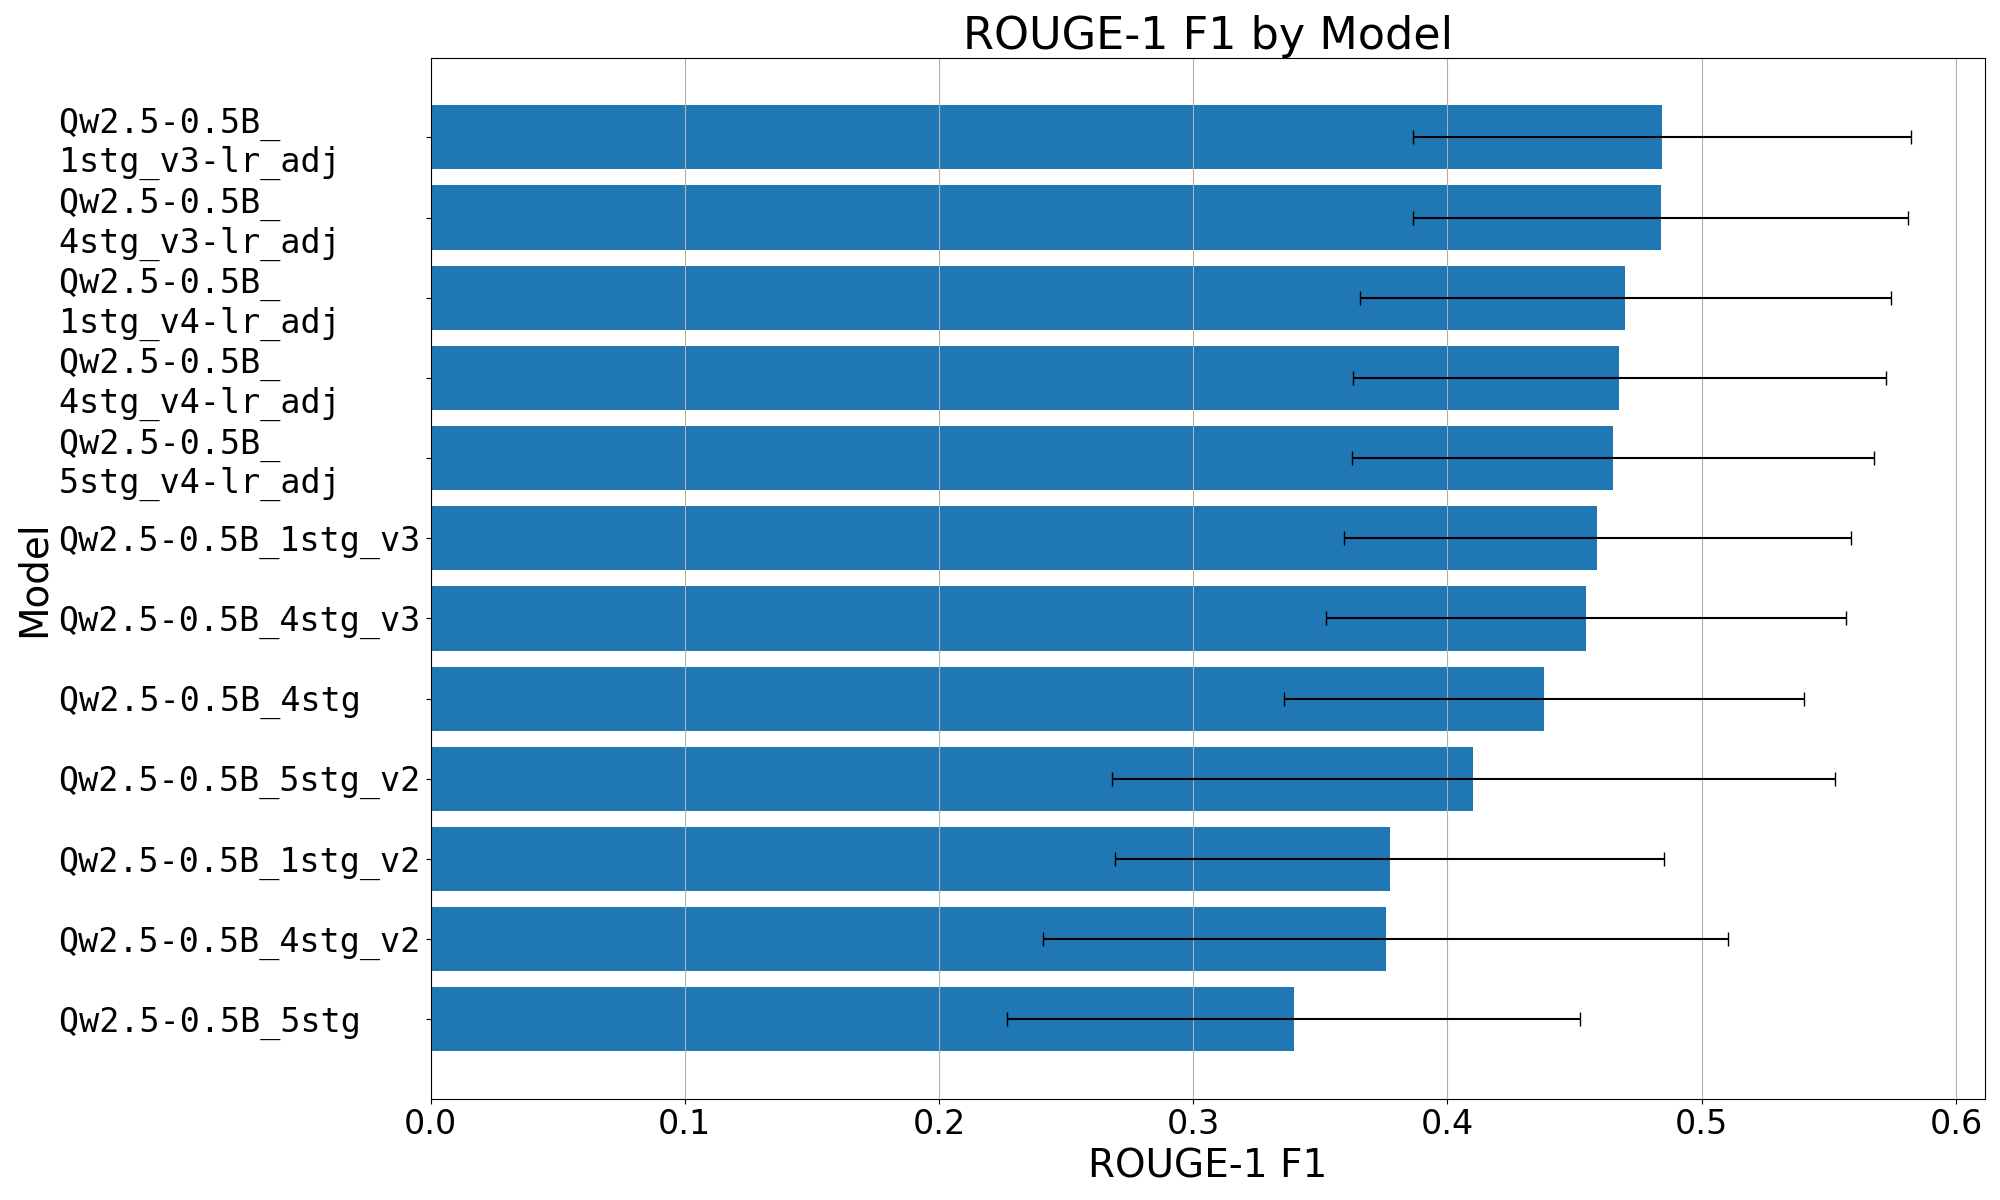 ROUGE-1 F1 by Model
Qw2.5-0.5B_
1stg_v3-lr_adj
Qw2.5-0.5B_
4stg_v3-lr_adj
Qw2.5-0.5B_
1stg_v4-lr_adj
Qw2.5-0.5B_
4stg_v4-lr_adj
Qw2.5-0.5B_
5stg_v4-lr_adj
Qw2.5-0.5B_1stg_v3
Qw2.5-0.5B_4stg_v3
Qw2.5-0.5B_4stg
Qw2.5-0.5B_5stg_v2
Qw2.5-0.5B_1stg_v2
Qw2.5-0.5B_4stg_v2
Qw2.5-0.5B_5stg
Model
0.0 0.1 0.2 0.3 0.4 0.5 0.6
ROUGE-1 F1